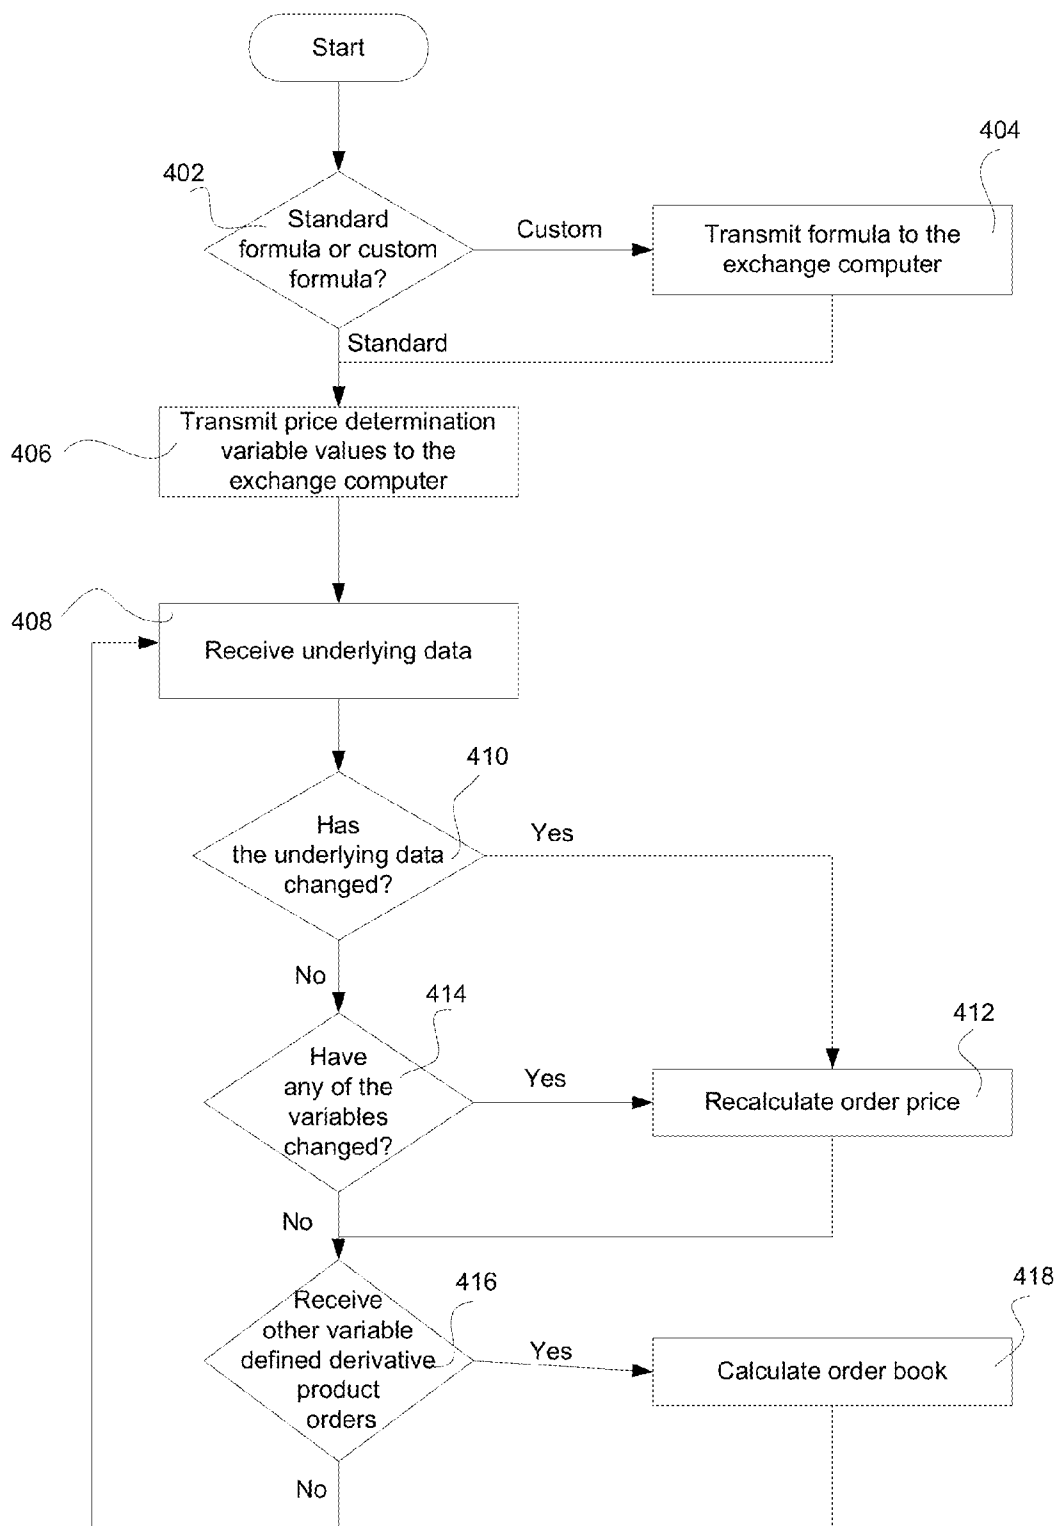 Start
404
402
Standard
formula or custom
formula?
Custom
Transmit formula to the
exchange computer
Standard
406
Transmit price determination
variable values to the
exchange computer
408
Receive underlying data
410
Has
the underlying data
changed?
Yes
No
414
412
Have
any of the
variables
changed?
Yes
Recalculate order price
No
416
418
Receive
other variable
defined derivative
product
orders
Yes
Calculate order book
No